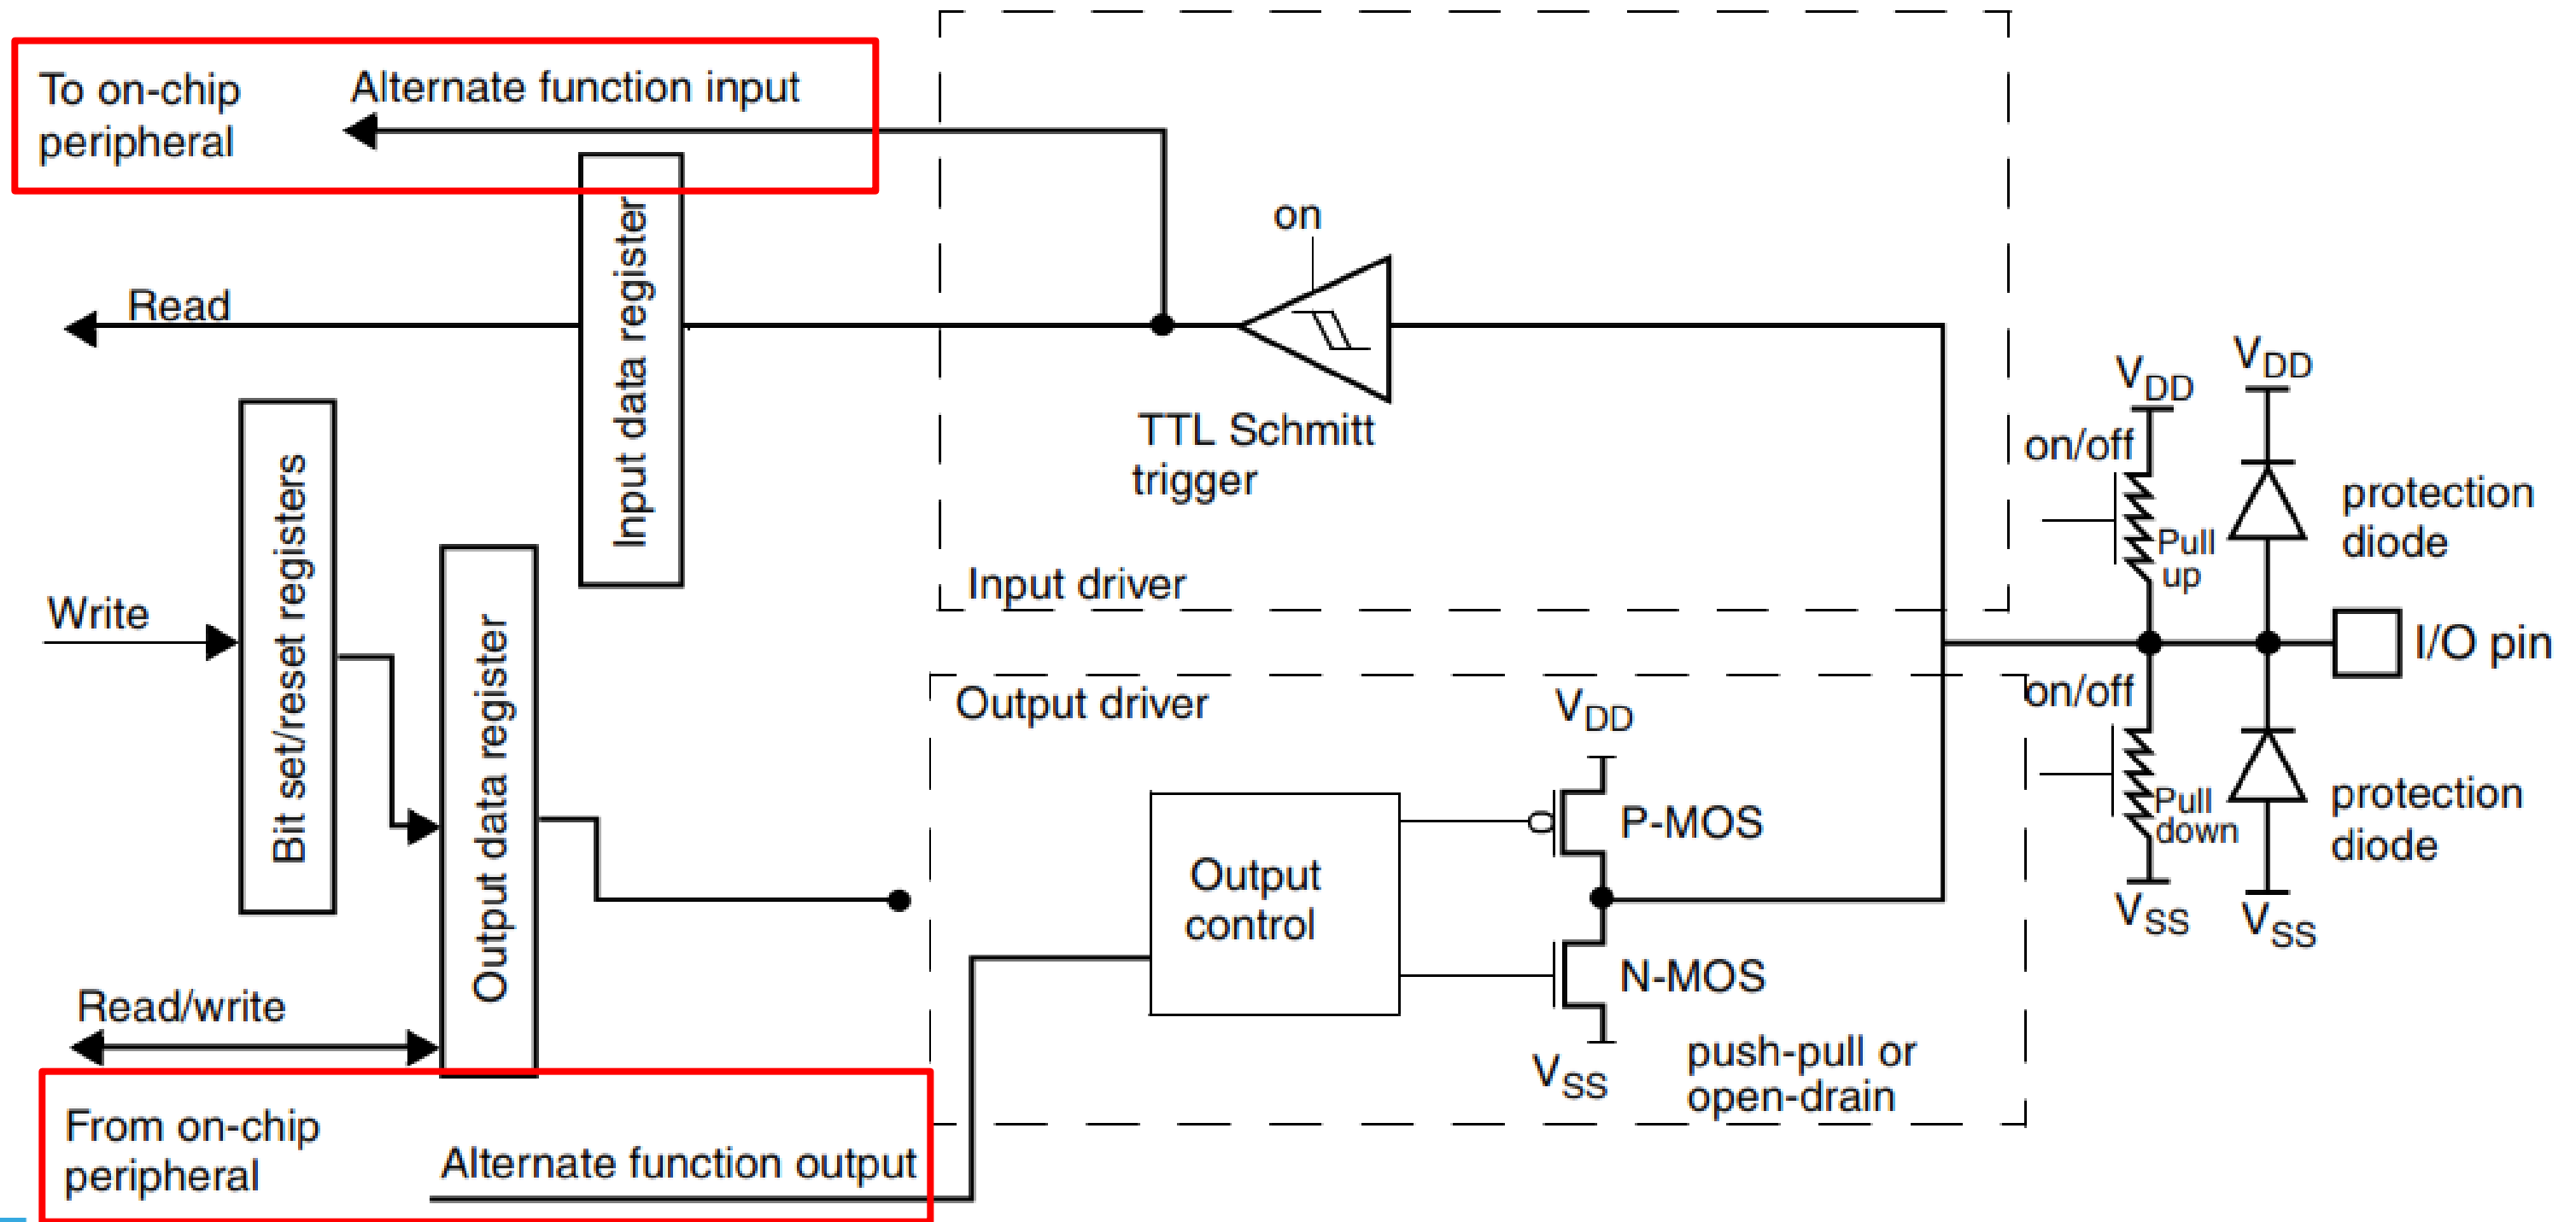 To on-chip
peripheral
Alternate function input
on
Read
Input data register
TTL Schmitt
trigger
Input driver
VDD
VDD
on/off
Pull
up
protection
diode
Write
Bit set/reset registers
Output data register
I/O pin
Output driver
VDD
on/off
P-MOS
Output
control
Pull
down
protection
diode
VSS
VSS
N-MOS
Read/write
VSS
push-pull or
open-drain
From on-chip
peripheral
Alternate function output